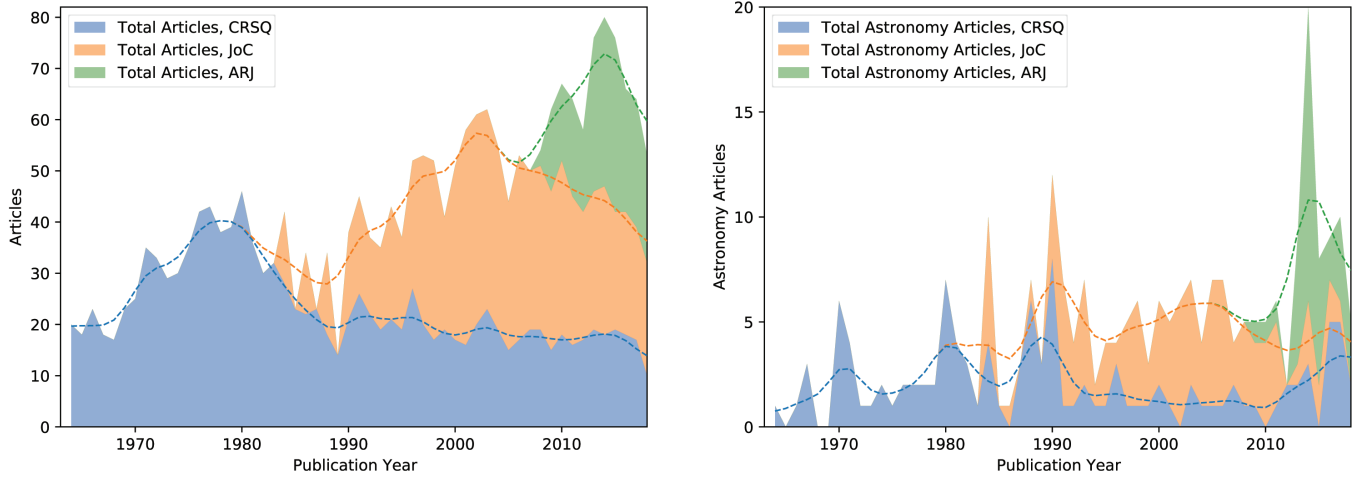 Total Articles, CRSQ
Total Articles, JoC
Total Articles, ARJ
80
70
60
50
40
30
20
10
0
Articles
1970 1980 1990 2000 2010
Publication Year
Total Astronomy Articles, CRSQ
Total Astronomy Articles, JoC
Total Astronomy Articles, ARJ
20
15
10
5
0
Astronomy Articles
1970 1980 1990 2000 2010
Publication Year